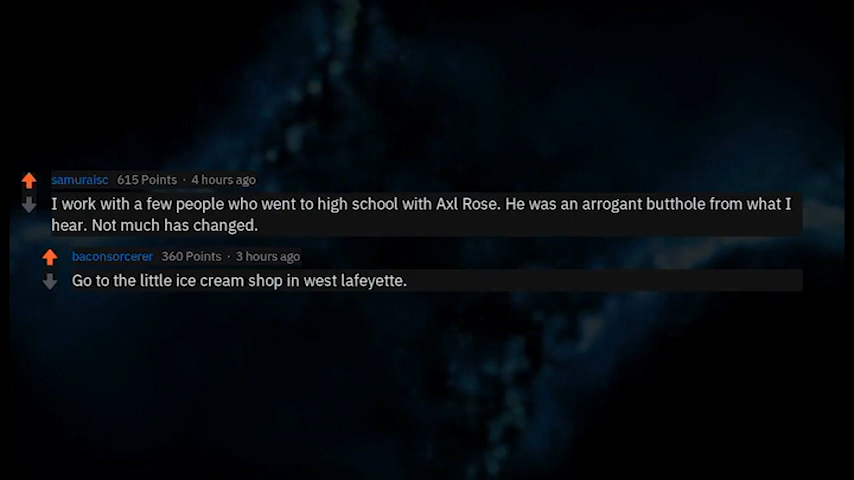 samuraisc 615 Points · 4 hours ago
I work with a few people who went to high school with Axl Rose. He was an arrogant butthole from what I
hear. Not much has changed.
baconsorcerer 360 Points · 3 hours ago
Go to the little ice cream shop in west lafeyette.